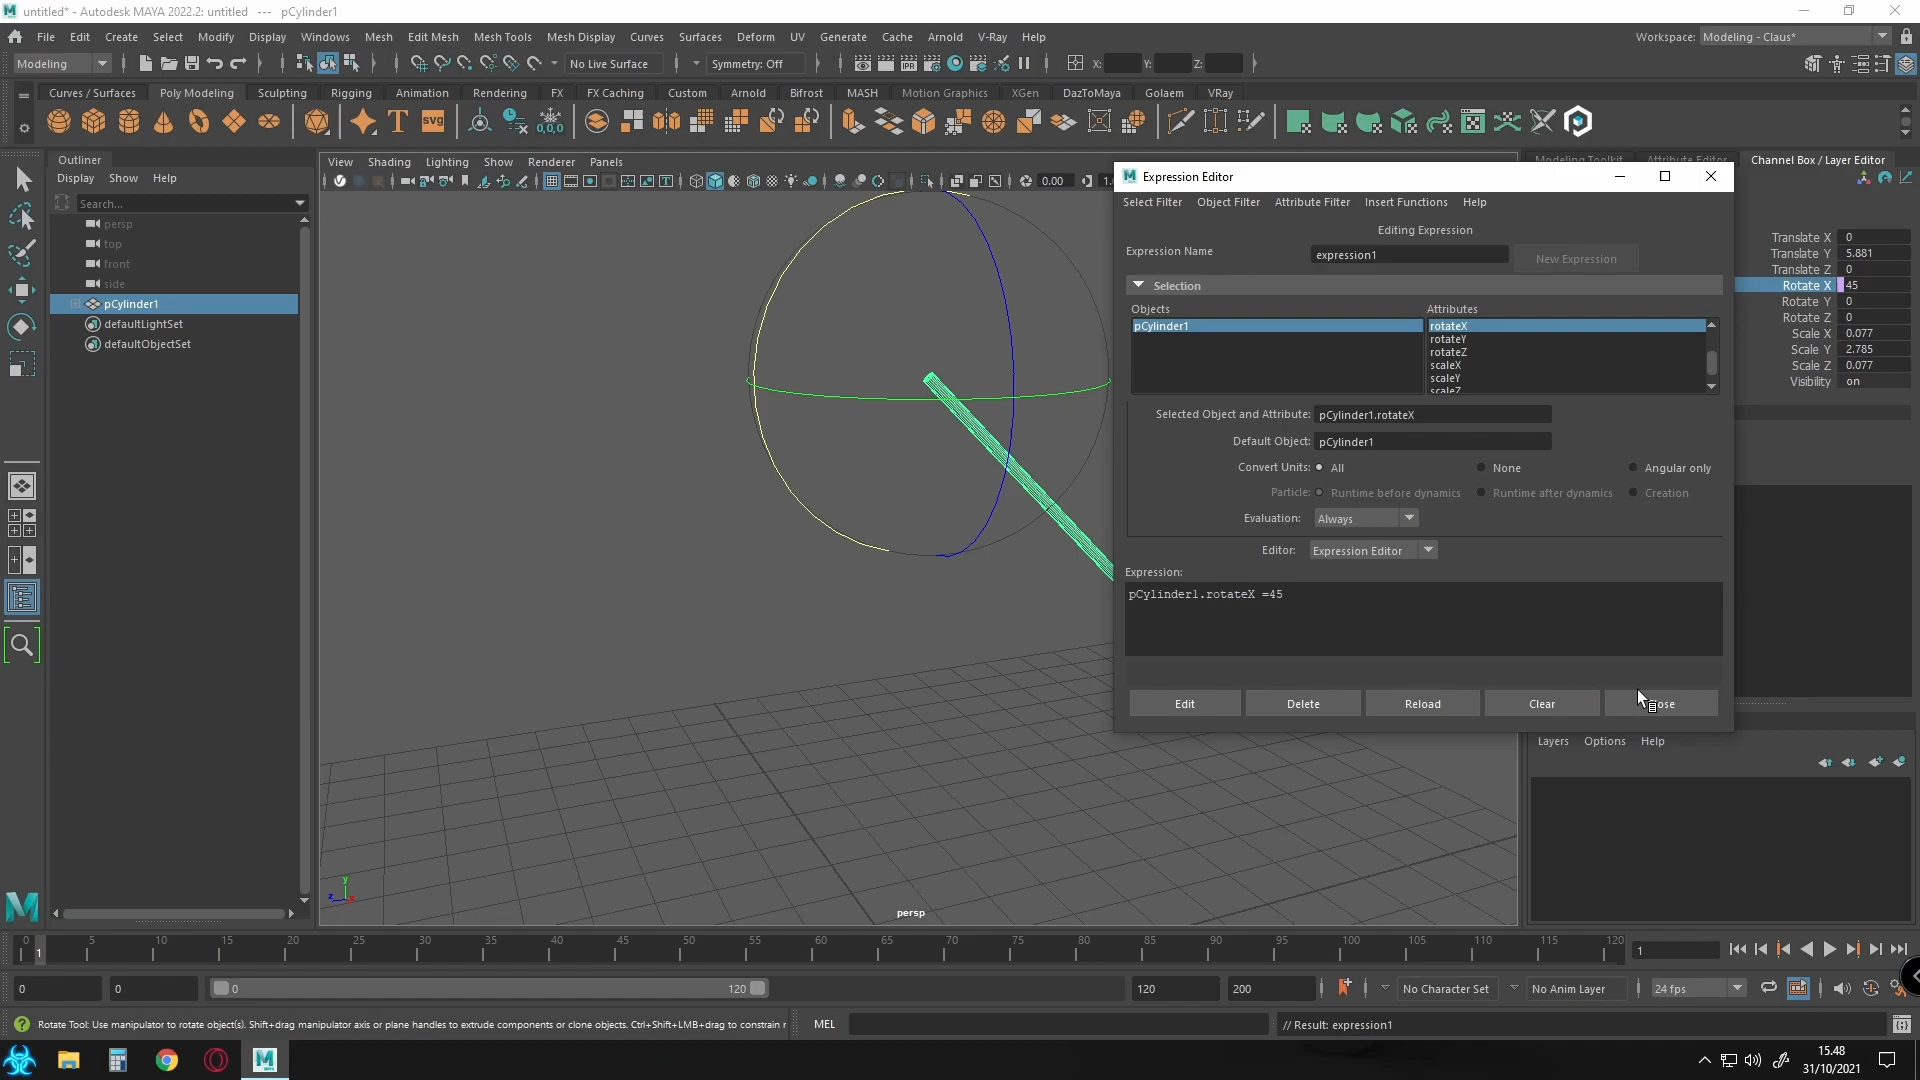 untitled* - Autodesk MAYA 2022.2: untitled --- pCylinder1
File Edit Create Select Modify Display Windows Mesh Edit Mesh Mesh Tools Mesh Display Curves Surfaces Deform UV Generate Cache Arnold V-Ray Help
Workspace: Modeling - Claus*
Modeling
No Live Surface
Symmetry: Off
X: Y: Z:
Curves / Surfaces Poly Modeling Sculpting Rigging Animation Rendering FX FX Caching Custom Arnold Bifrost MASH Motion Graphics XGen DazToMaya Golaem VRay
T svg
0,0,0
Outliner
Display Show Help
Search...
persp
top
front
side
pCylinder1
defaultLightSet
defaultObjectSet
View Shading Lighting Show Renderer Panels
0.00
persp
y
z
x
Modeling Toolkit Attribute Editor Channel Box / Layer Editor
Expression Editor
Select Filter Object Filter Attribute Filter Insert Functions Help
Editing Expression
Expression Name
expression1
New Expression
Selection
Objects
Attributes
pCylinder1
rotateX
rotateY
rotateZ
scaleX
scaleY
scaleZ
Selected Object and Attribute: pCylinder1.rotateX
Default Object: pCylinder1
Convert Units: All None Angular only
Particle: Runtime before dynamics Runtime after dynamics Creation
Evaluation: Always
Editor: Expression Editor
Expression:
pCylinder1.rotateX =45
Edit Delete Reload Clear
Translate X 0
Translate Y 5.881
Translate Z 0
Rotate X 45
Rotate Y 0
Rotate Z 0
Scale X 0.077
Scale Y 2.785
Scale Z 0.077
Visibility on
Layers Options Help
0 5 10 15 20 25 30 35 40 45 50 55 60 65 70 75 80 85 90 95 100 105 110 115 120
1
1
0 0 0 120 120 200
No Character Set
No Anim Layer
24 fps
Rotate Tool: Use manipulator to rotate object(s). Shift+drag manipulator axis or plane handles to extrude components or clone objects. Ctrl+Shift+LMB+drag to constrain r
MEL
// Result: expression1
15.48
31/10/2021